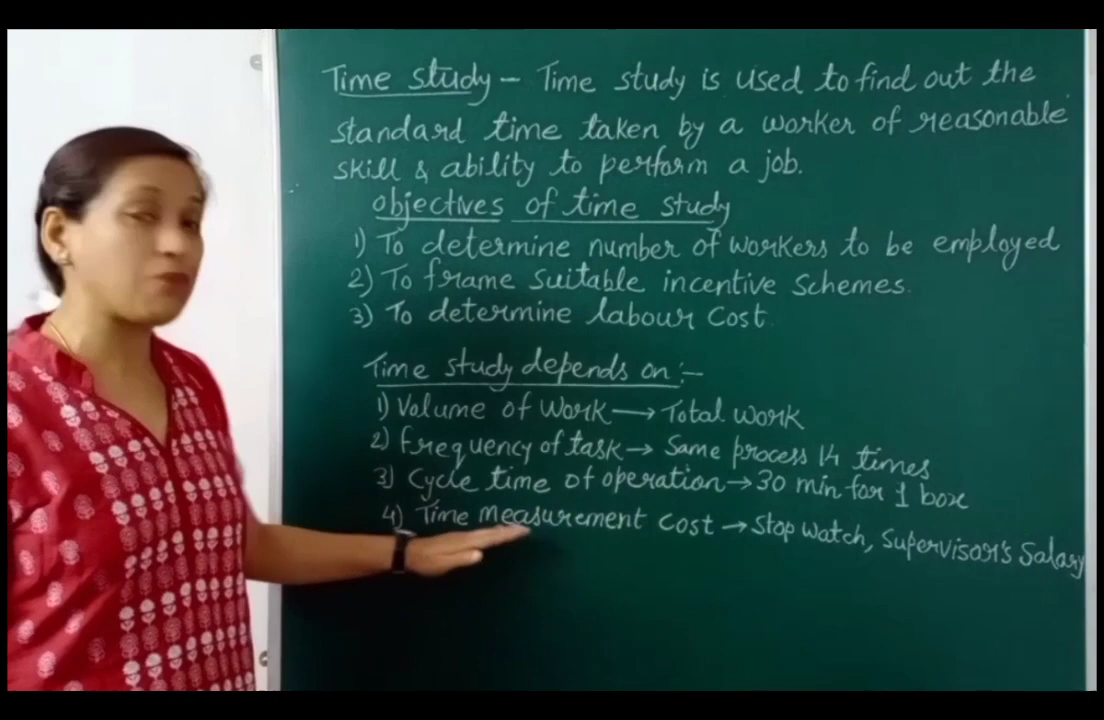 Time study – Time study is used to find out the
standard time taken by a worker of reasonable
skill & ability to perform a job.
Objectives of time study
1) To determine number of workers to be employed
2) To frame suitable incentive schemes.
3) To determine labour cost.
Time study depends on :–
1) Volume of work → Total work
2) Frequency of task → Same process 14 times
3) Cycle time of operation → 30 min for 1 box
4) Time measurement cost → Stop watch, Supervisor's Salary